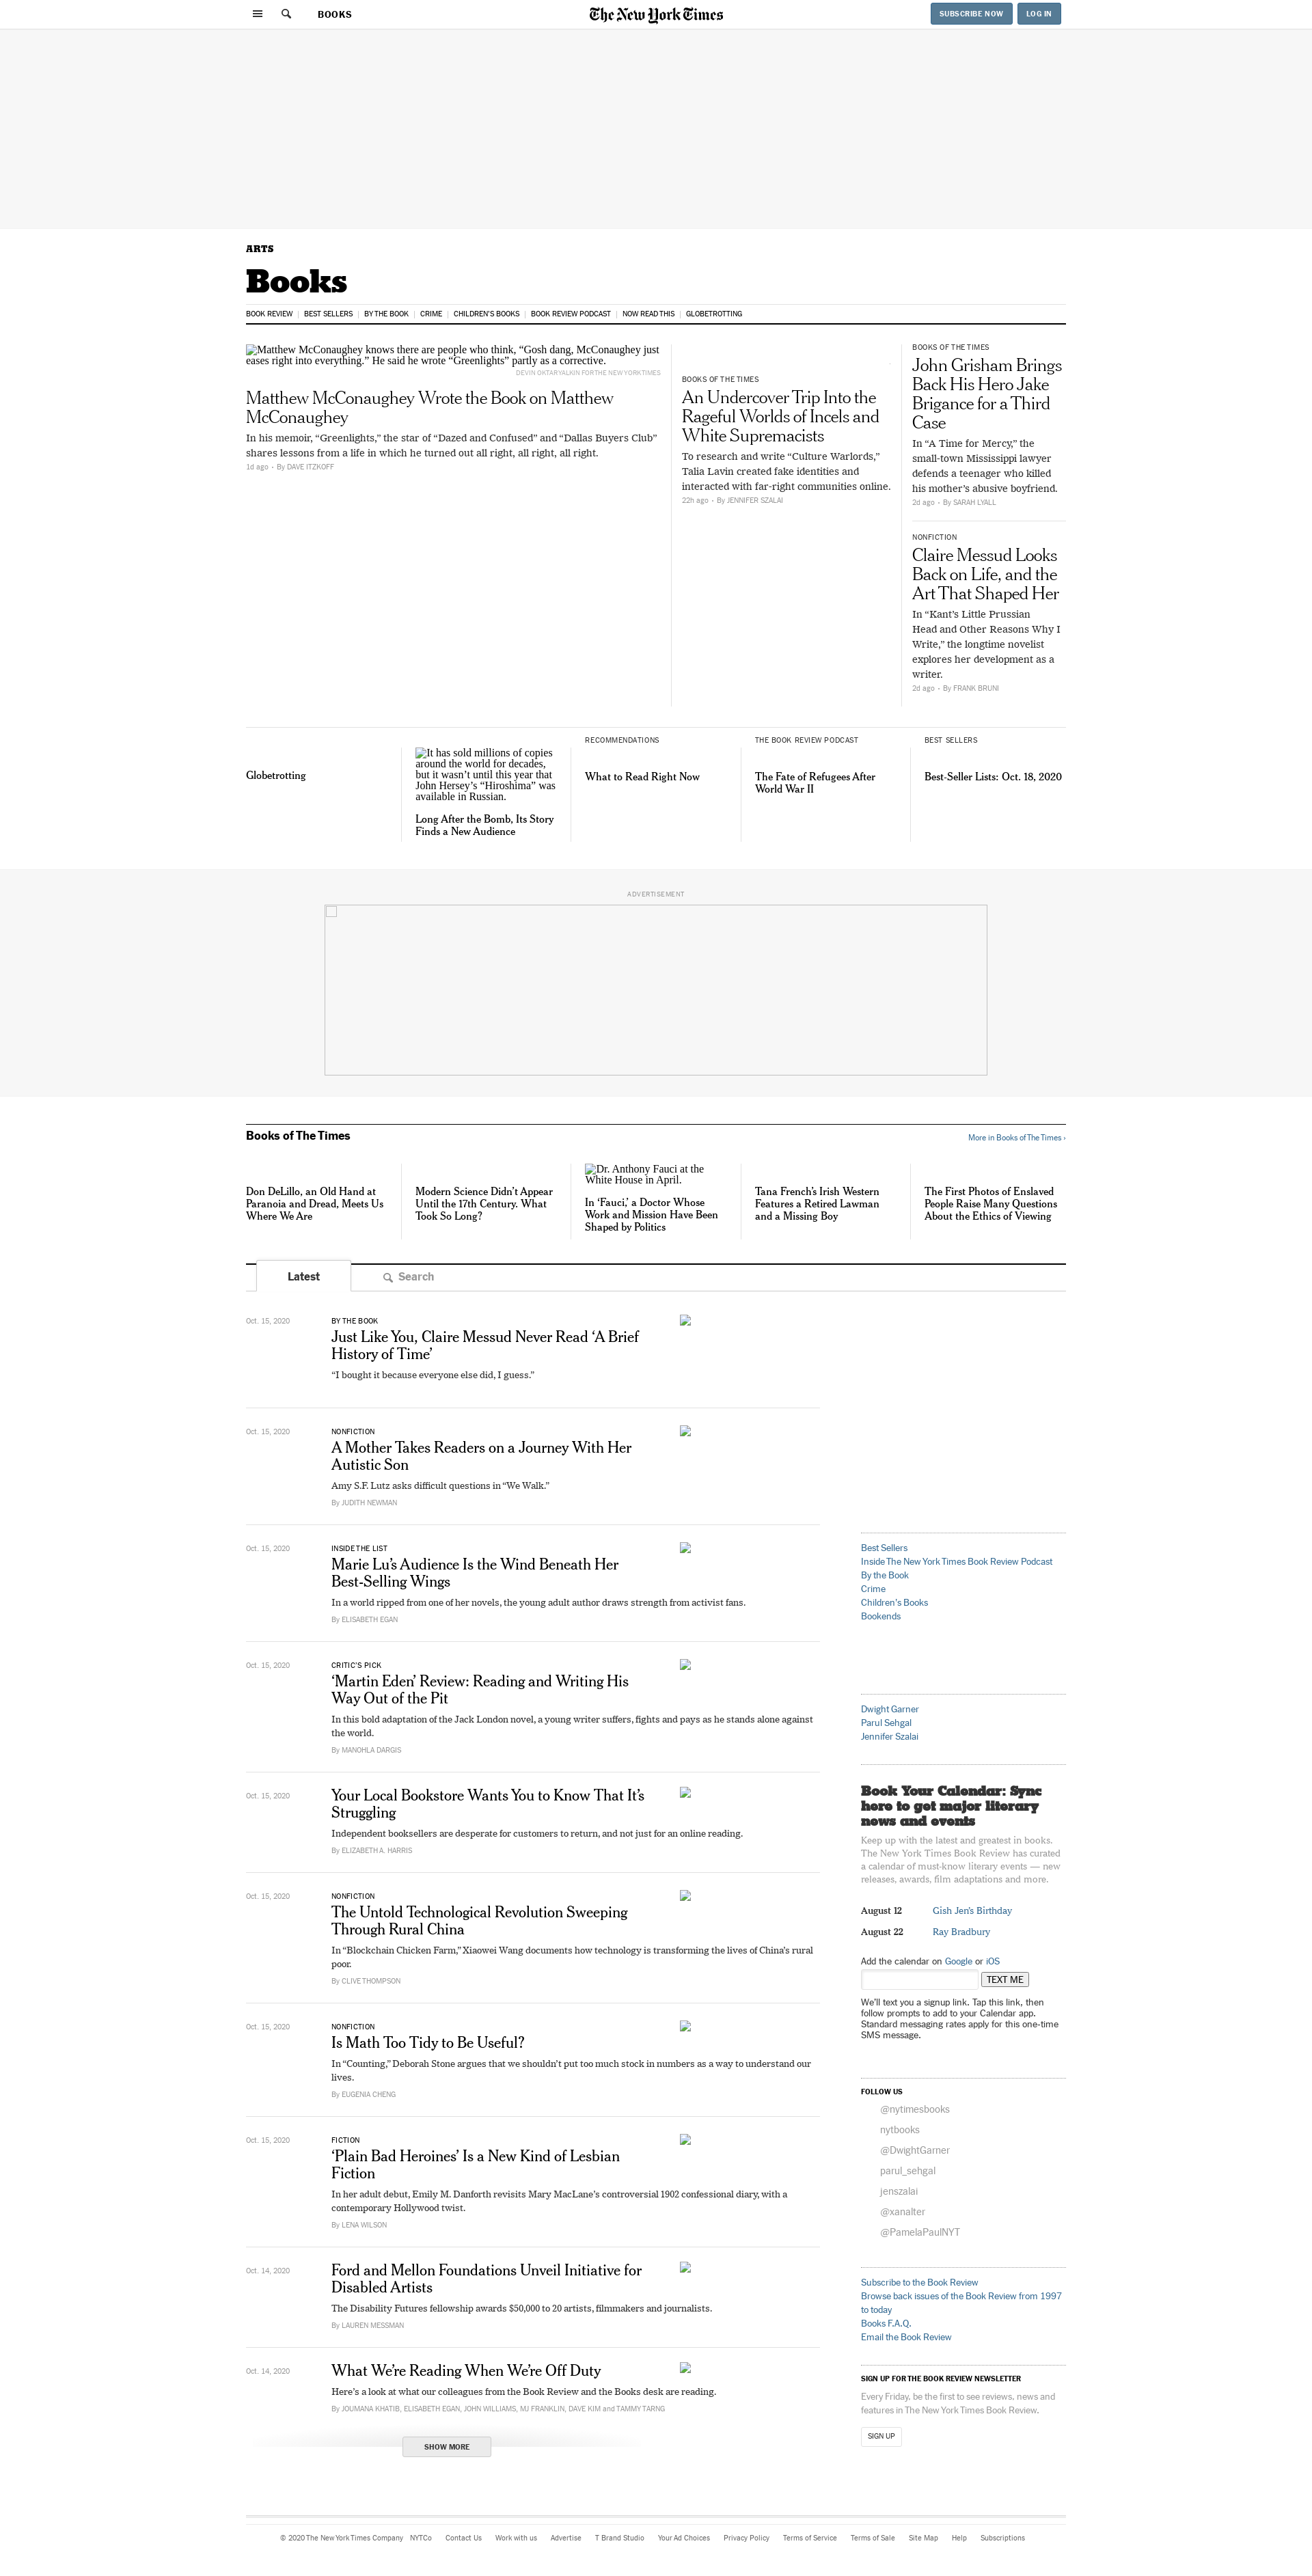 BOOKS
The New York Times
SUBSCRIBE NOW
LOG IN
ARTS
Books
BOOK REVIEW
BEST SELLERS
BY THE BOOK
CRIME
CHILDREN'S BOOKS
BOOK REVIEW PODCAST
NOW READ THIS
GLOBETROTTING
Matthew McConaughey knows there are people who think, “Gosh dang, McConaughey just
eases right into everything.” He said he wrote “Greenlights” partly as a corrective.
DEVIN OKTAR YALKIN FOR THE NEW YORK TIMES
Matthew McConaughey Wrote the Book on Matthew
McConaughey
In his memoir, “Greenlights,” the star of “Dazed and Confused” and “Dallas Buyers Club”
shares lessons from a life in which he turned out all right, all right, all right.
1d ago • By DAVE ITZKOFF
BOOKS OF THE TIMES
An Undercover Trip Into the
Rageful Worlds of Incels and
White Supremacists
To research and write “Culture Warlords,”
Talia Lavin created fake identities and
interacted with far-right communities online.
22h ago • By JENNIFER SZALAI
BOOKS OF THE TIMES
John Grisham Brings
Back His Hero Jake
Brigance for a Third
Case
In “A Time for Mercy,” the
small-town Mississippi lawyer
defends a teenager who killed
his mother’s abusive boyfriend.
2d ago • By SARAH LYALL
NONFICTION
Claire Messud Looks
Back on Life, and the
Art That Shaped Her
In “Kant’s Little Prussian
Head and Other Reasons Why I
Write,” the longtime novelist
explores her development as a
writer.
2d ago • By FRANK BRUNI
Globetrotting
It has sold millions of copies
around the world for decades,
but it wasn’t until this year that
John Hersey’s “Hiroshima” was
available in Russian.
Long After the Bomb, Its Story
Finds a New Audience
RECOMMENDATIONS
What to Read Right Now
THE BOOK REVIEW PODCAST
The Fate of Refugees After
World War II
BEST SELLERS
Best-Seller Lists: Oct. 18, 2020
ADVERTISEMENT
Books of The Times
More in Books of The Times ›
Don DeLillo, an Old Hand at
Paranoia and Dread, Meets Us
Where We Are
Modern Science Didn’t Appear
Until the 17th Century. What
Took So Long?
Dr. Anthony Fauci at the
White House in April.
In ‘Fauci,’ a Doctor Whose
Work and Mission Have Been
Shaped by Politics
Tana French’s Irish Western
Features a Retired Lawman
and a Missing Boy
The First Photos of Enslaved
People Raise Many Questions
About the Ethics of Viewing
Latest
Search
Oct. 15, 2020
BY THE BOOK
Just Like You, Claire Messud Never Read ‘A Brief
History of Time’
“I bought it because everyone else did, I guess.”
Oct. 15, 2020
NONFICTION
A Mother Takes Readers on a Journey With Her
Autistic Son
Amy S.F. Lutz asks difficult questions in “We Walk.”
By JUDITH NEWMAN
Oct. 15, 2020
INSIDE THE LIST
Marie Lu’s Audience Is the Wind Beneath Her
Best-Selling Wings
In a world ripped from one of her novels, the young adult author draws strength from activist fans.
By ELISABETH EGAN
Oct. 15, 2020
CRITIC’S PICK
‘Martin Eden’ Review: Reading and Writing His
Way Out of the Pit
In this bold adaptation of the Jack London novel, a young writer suffers, fights and pays as he stands alone against
the world.
By MANOHLA DARGIS
Oct. 15, 2020
Your Local Bookstore Wants You to Know That It’s
Struggling
Independent booksellers are desperate for customers to return, and not just for an online reading.
By ELIZABETH A. HARRIS
Oct. 15, 2020
NONFICTION
The Untold Technological Revolution Sweeping
Through Rural China
In “Blockchain Chicken Farm,” Xiaowei Wang documents how technology is transforming the lives of China’s rural
poor.
By CLIVE THOMPSON
Oct. 15, 2020
NONFICTION
Is Math Too Tidy to Be Useful?
In “Counting,” Deborah Stone argues that we shouldn’t put too much stock in numbers as a way to understand our
lives.
By EUGENIA CHENG
Oct. 15, 2020
FICTION
‘Plain Bad Heroines’ Is a New Kind of Lesbian
Fiction
In her adult debut, Emily M. Danforth revisits Mary MacLane’s controversial 1902 confessional diary, with a
contemporary Hollywood twist.
By LENA WILSON
Oct. 14, 2020
Ford and Mellon Foundations Unveil Initiative for
Disabled Artists
The Disability Futures fellowship awards $50,000 to 20 artists, filmmakers and journalists.
By LAUREN MESSMAN
Oct. 14, 2020
What We’re Reading When We’re Off Duty
Here’s a look at what our colleagues from the Book Review and the Books desk are reading.
By JOUMANA KHATIB, ELISABETH EGAN, JOHN WILLIAMS, MJ FRANKLIN, DAVE KIM and TAMMY TARNG
SHOW MORE
Best Sellers
Inside The New York Times Book Review Podcast
By the Book
Crime
Children’s Books
Bookends
Dwight Garner
Parul Sehgal
Jennifer Szalai
Book Your Calendar: Sync
here to get major literary
news and events
Keep up with the latest and greatest in books.
The New York Times Book Review has curated
a calendar of must-know literary events — new
releases, awards, film adaptations and more.
August 12 Gish Jen's Birthday
August 22 Ray Bradbury
Add the calendar on Google or iOS
TEXT ME
We’ll text you a signup link. Tap this link, then
follow prompts to add to your Calendar app.
Standard messaging rates apply for this one-time
SMS message.
FOLLOW US
@nytimesbooks
nytbooks
@DwightGarner
parul_sehgal
jenszalai
@xanalter
@PamelaPaulNYT
Subscribe to the Book Review
Browse back issues of the Book Review from 1997
to today
Books F.A.Q.
Email the Book Review
SIGN UP FOR THE BOOK REVIEW NEWSLETTER
Every Friday, be the first to see reviews, news and
features in The New York Times Book Review.
SIGN UP
© 2020 The New York Times Company NYTCo Contact Us Work with us Advertise T Brand Studio Your Ad Choices Privacy Policy Terms of Service Terms of Sale Site Map Help Subscriptions